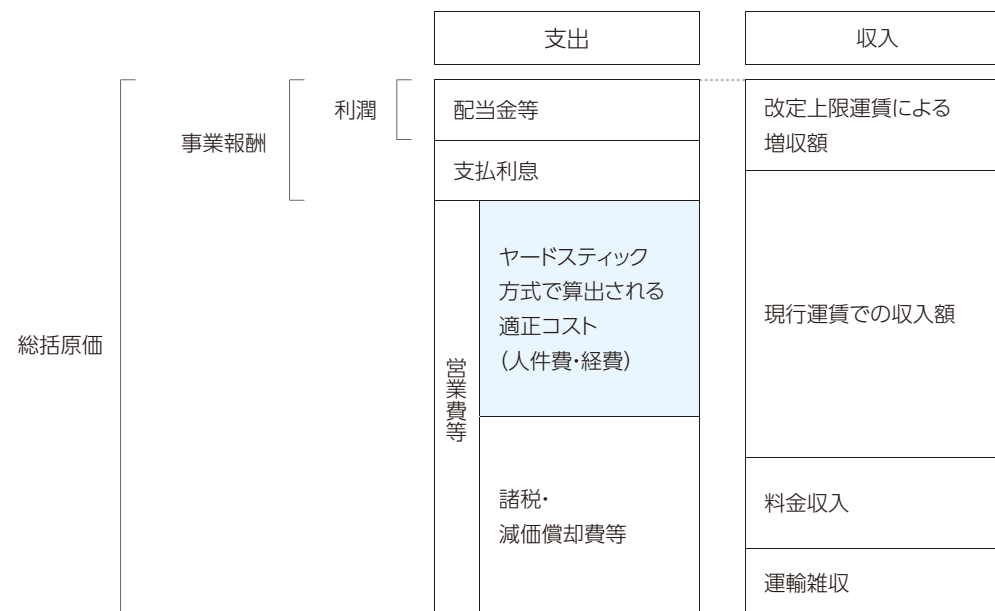 支出
収入
利潤
配当金等
改定上限運賃による
増収額
事業報酬
支払利息
ヤードスティック
方式で算出される
適正コスト
（人件費・経費）
現行運賃での収入額
総括原価
営業費等
諸税・
減価償却費等
料金収入
運輸雑収